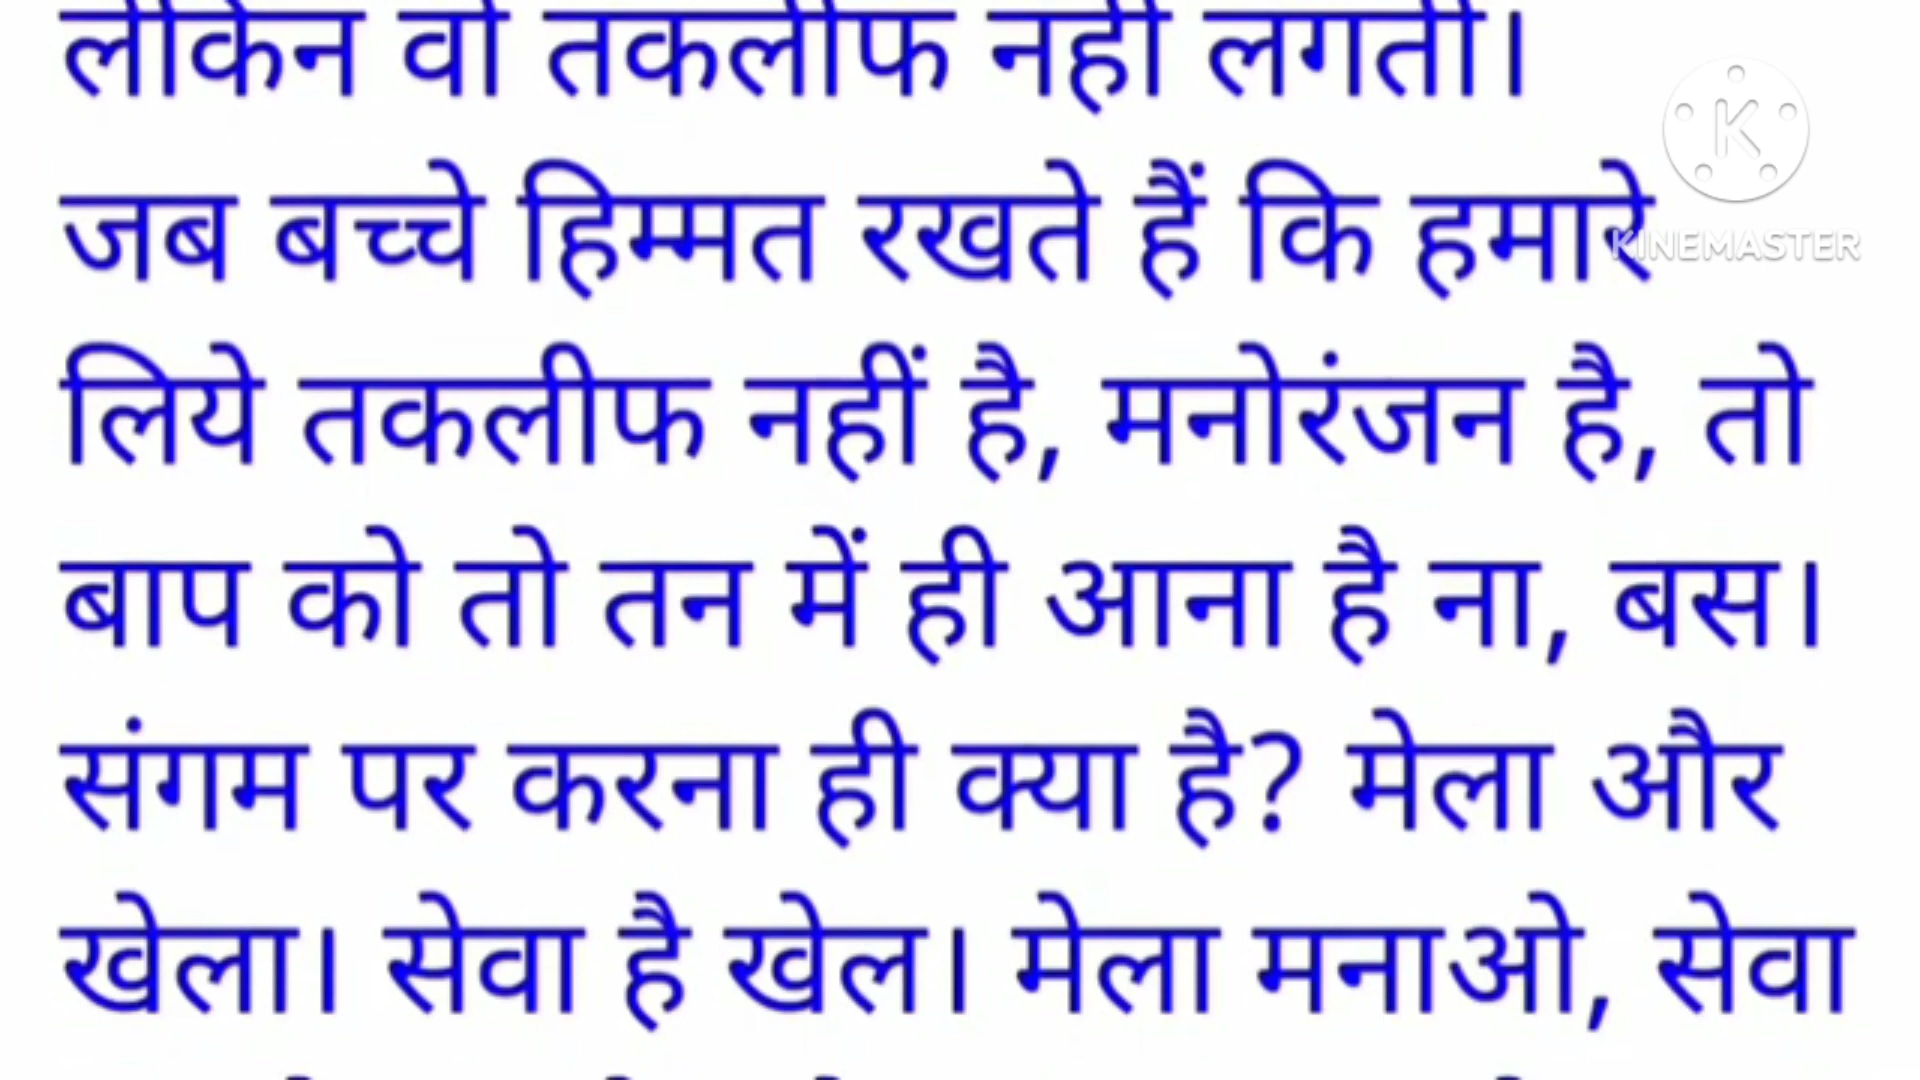 लेकिन वो तकलीफ नहीं लगती।
जब बच्चे हिम्मत रखते हैं कि हमारे
KINEMASTER
लिये तकलीफ नहीं है, मनोरंजन है, तो
बाप को तो तन में ही आना है ना, बस।
संगम पर करना ही क्या है? मेला और
खेला। सेवा है खेल। मेला मनाओ, सेवा